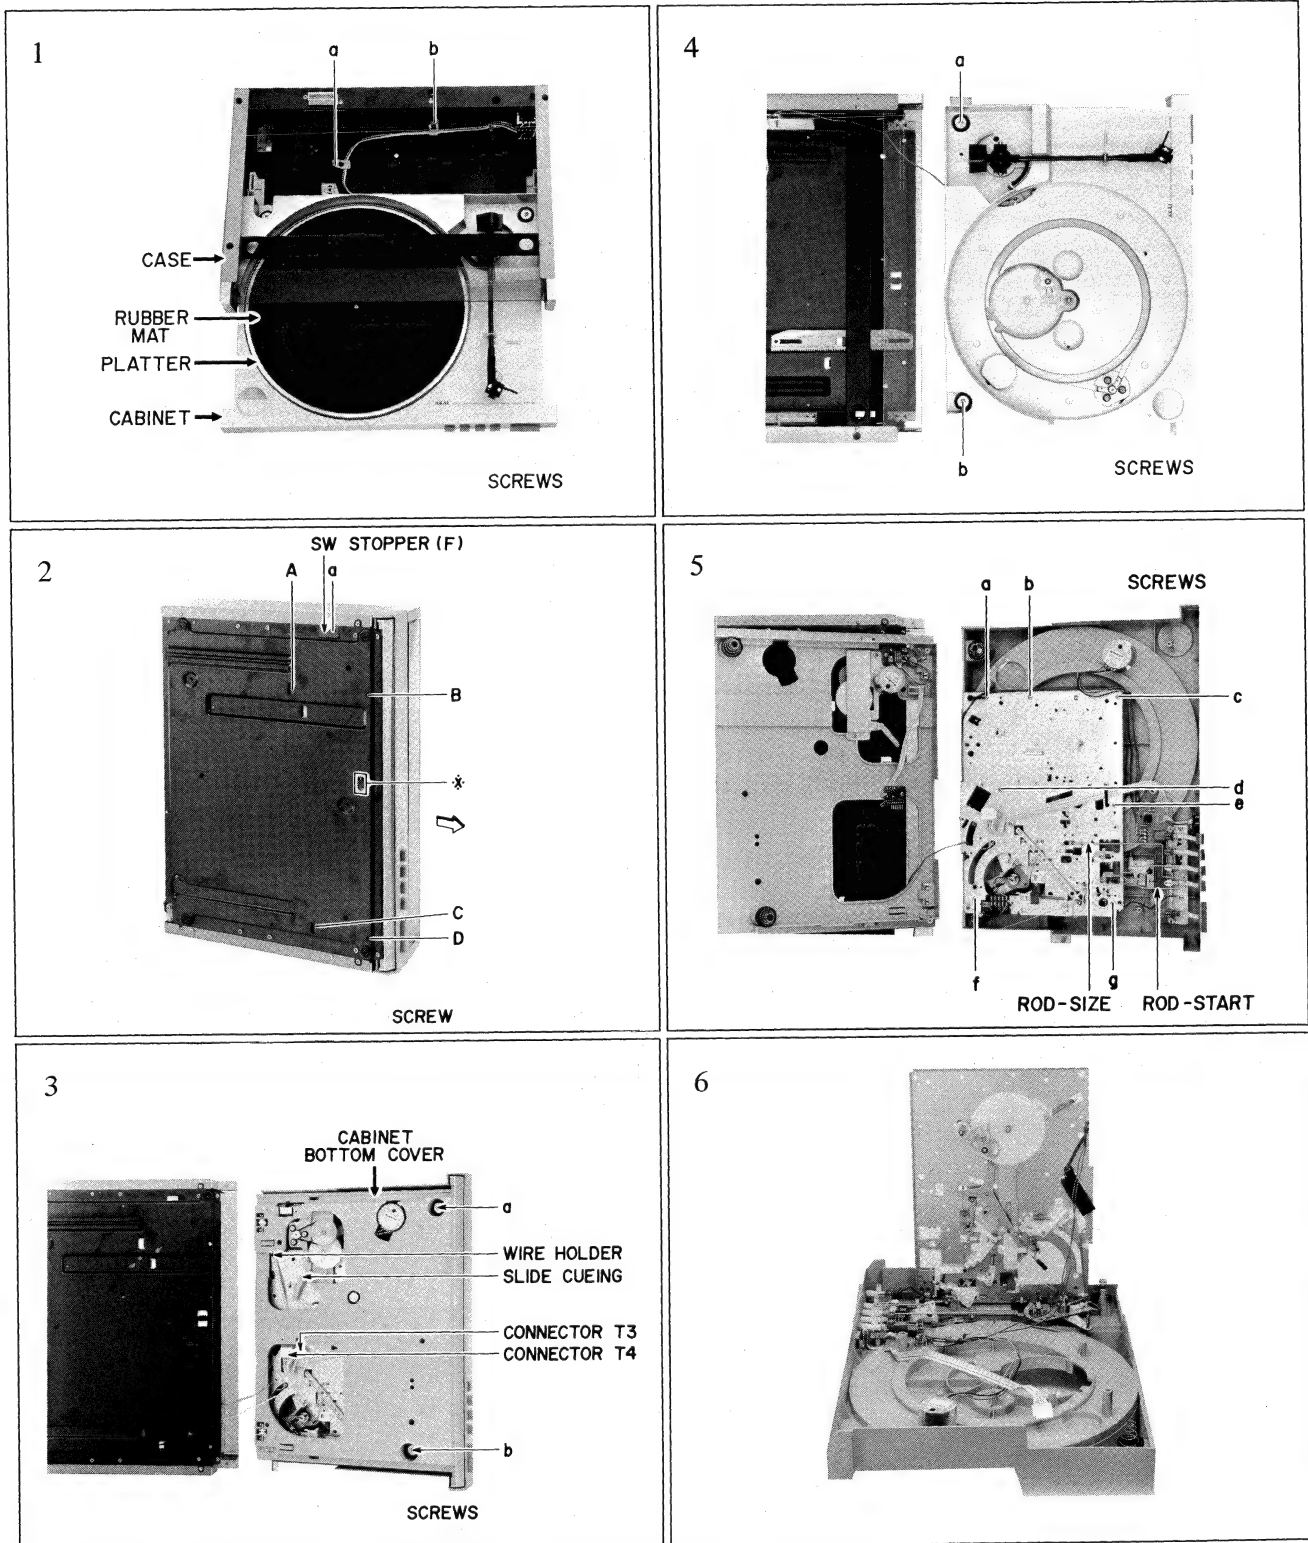 1
a
b
CASE
RUBBER
MAT
PLATTER
CABINET
SCREWS
2
SW STOPPER (F)
A
a
B
※
C
D
SCREW
3
CABINET
BOTTOM COVER
a
WIRE HOLDER
SLIDE CUEING
CONNECTOR T3
CONNECTOR T4
b
SCREWS
4
a
b
SCREWS
5
a
b
SCREWS
c
d
e
f
g
ROD-SIZE
ROD-START
6